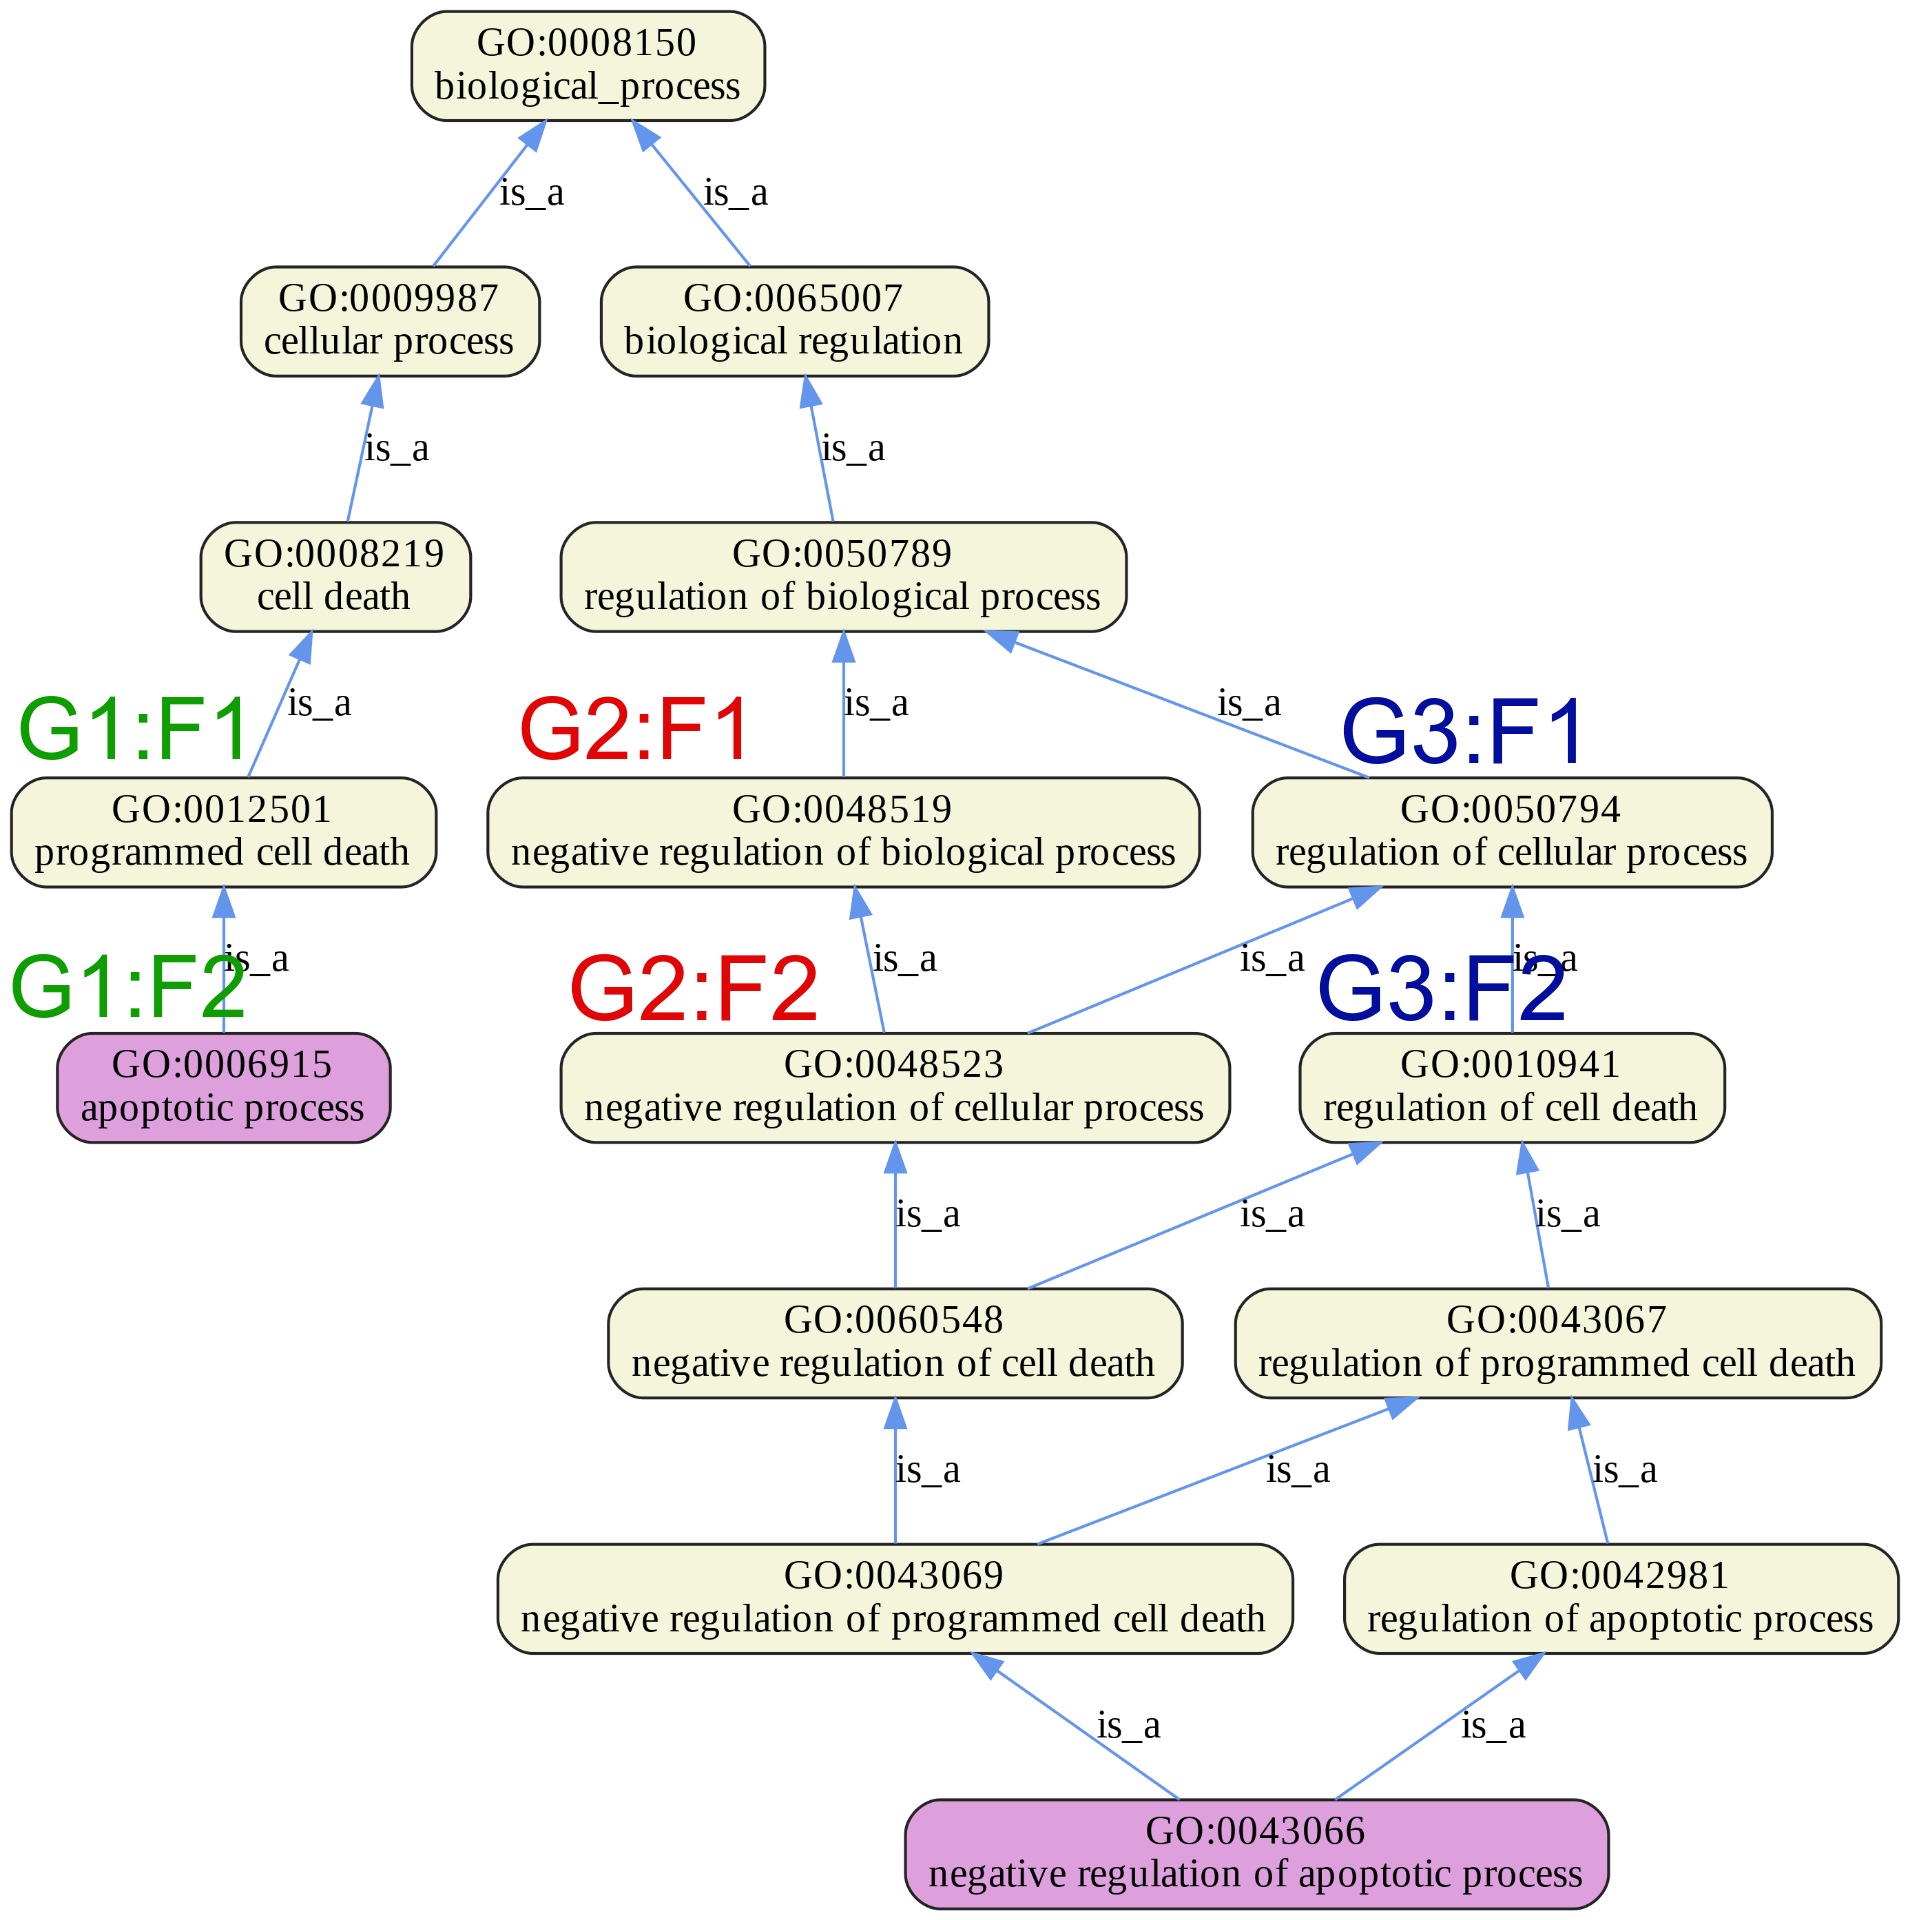 GO:0008150
biological_process
is_a
is_a
GO:0009987
cellular process
GO:0065007
biological regulation
is_a
is_a
GO:0008219
cell death
GO:0050789
regulation of biological process
G1:F1
is_a
G2:F1
is_a
is_a
G3:F1
GO:0012501
programmed cell death
GO:0048519
negative regulation of biological process
GO:0050794
regulation of cellular process
G1:F2
is_a
G2:F2
is_a
is_a
G3:F2
is_a
GO:0006915
apoptotic process
GO:0048523
negative regulation of cellular process
GO:0010941
regulation of cell death
is_a
is_a
is_a
GO:0060548
negative regulation of cell death
GO:0043067
regulation of programmed cell death
is_a
is_a
is_a
GO:0043069
negative regulation of programmed cell death
GO:0042981
regulation of apoptotic process
is_a
is_a
GO:0043066
negative regulation of apoptotic process